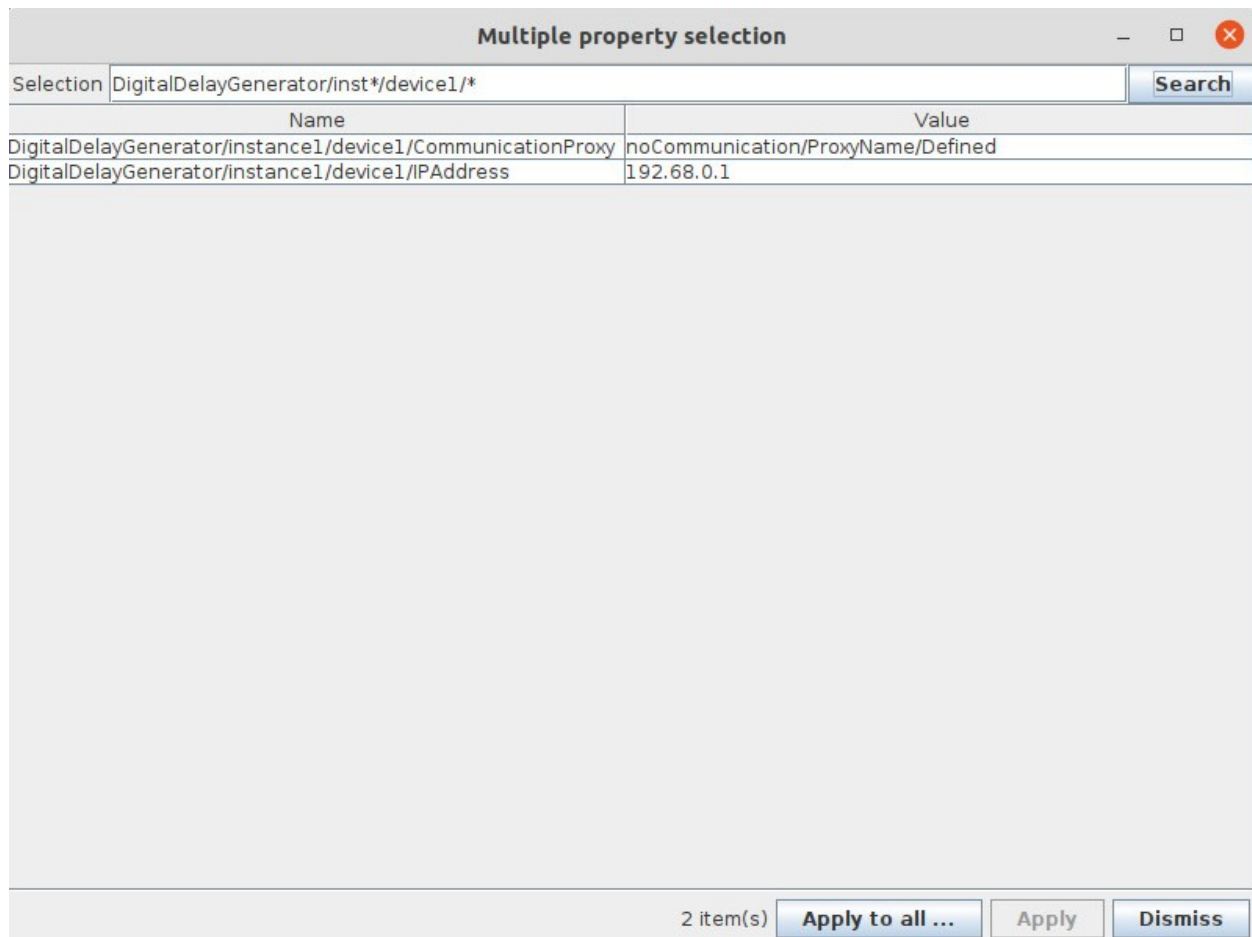 Multiple property selection
Selection DigitalDelayGenerator/inst*/device1/* Search
Name Value
DigitalDelayGenerator/instance1/device1/CommunicationProxy noCommunication/ProxyName/Defined
DigitalDelayGenerator/instance1/device1/IPAddress 192.68.0.1
2 item(s) Apply to all ... Apply Dismiss